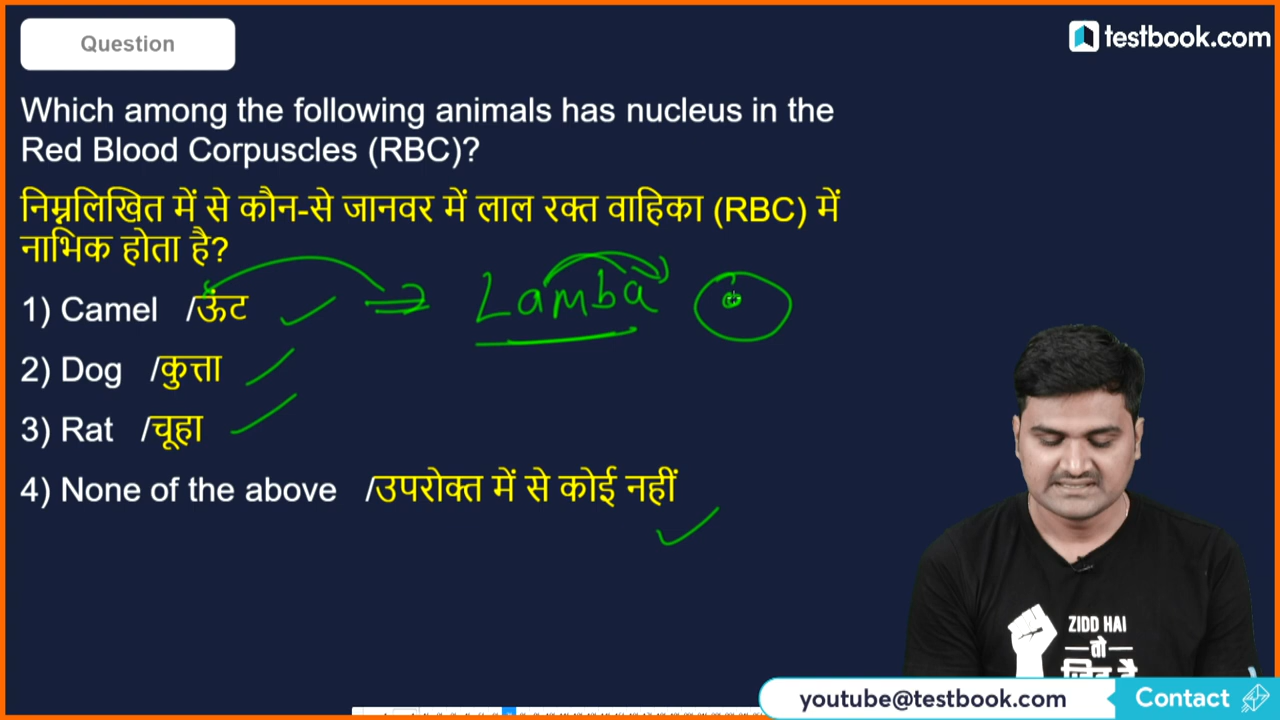 Question
testbook.com
Which among the following animals has nucleus in the
Red Blood Corpuscles (RBC)?
निम्नलिखित में से कौन-से जानवर में लाल रक्त वाहिका (RBC) में
नाभिक होता है?
1) Camel /ऊंट
Lamba
2) Dog /कुत्ता
3) Rat /चूहा
4) None of the above /उपरोक्त में से कोई नहीं
ZIDD HAI
तो
youtube@testbook.com
Contact